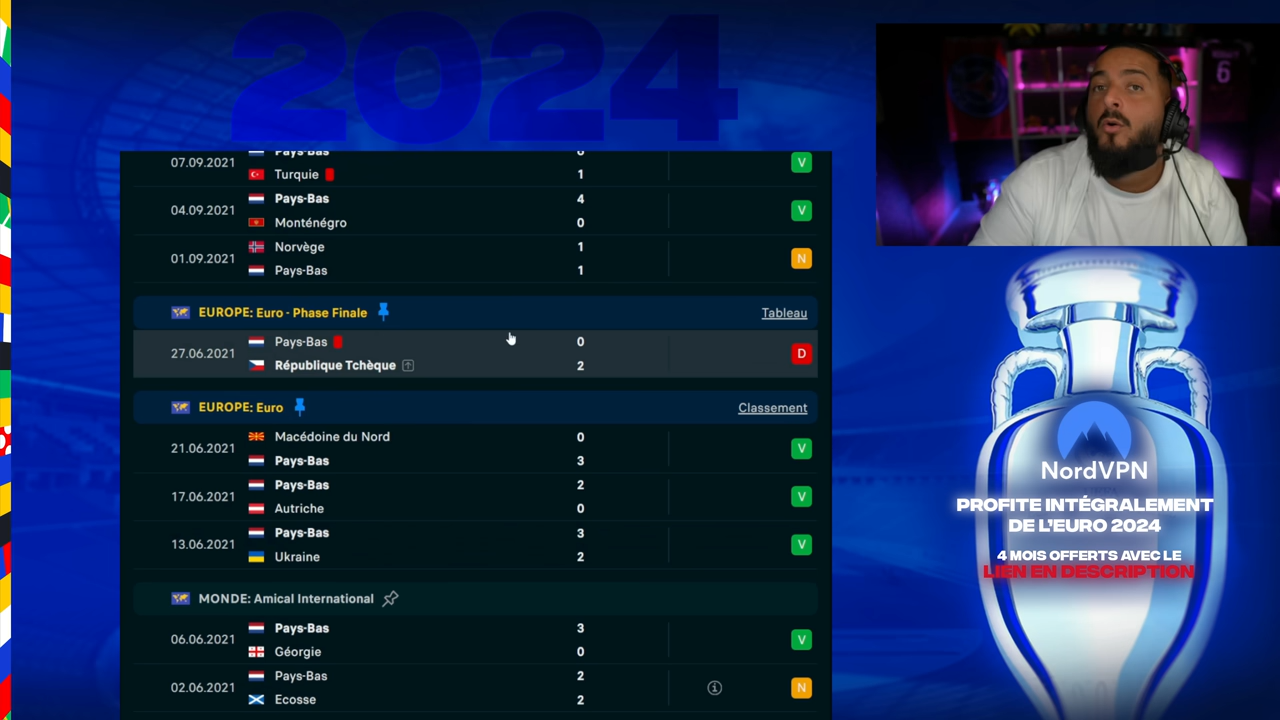 2024
6
Pays-Bas 6
07.09.2021 V
Turquie 1
Pays-Bas 4
04.09.2021 V
Monténégro 0
Norvège 1
01.09.2021 N
Pays-Bas 1
EUROPE: Euro - Phase Finale Tableau
Pays-Bas 0
27.06.2021 D
République Tchèque 2
EUROPE: Euro Classement
Macédoine du Nord 0
21.06.2021 V
Pays-Bas 3
Pays-Bas 2
17.06.2021 V
Autriche 0
Pays-Bas 3
13.06.2021 V
Ukraine 2
MONDE: Amical International
Pays-Bas 3
06.06.2021 V
Géorgie 0
Pays-Bas 2
02.06.2021 N
Ecosse 2
NordVPN
PROFITE INTÉGRALEMENT
DE L'EURO 2024
4 MOIS OFFERTS AVEC LE
LIEN EN DESCRIPTION